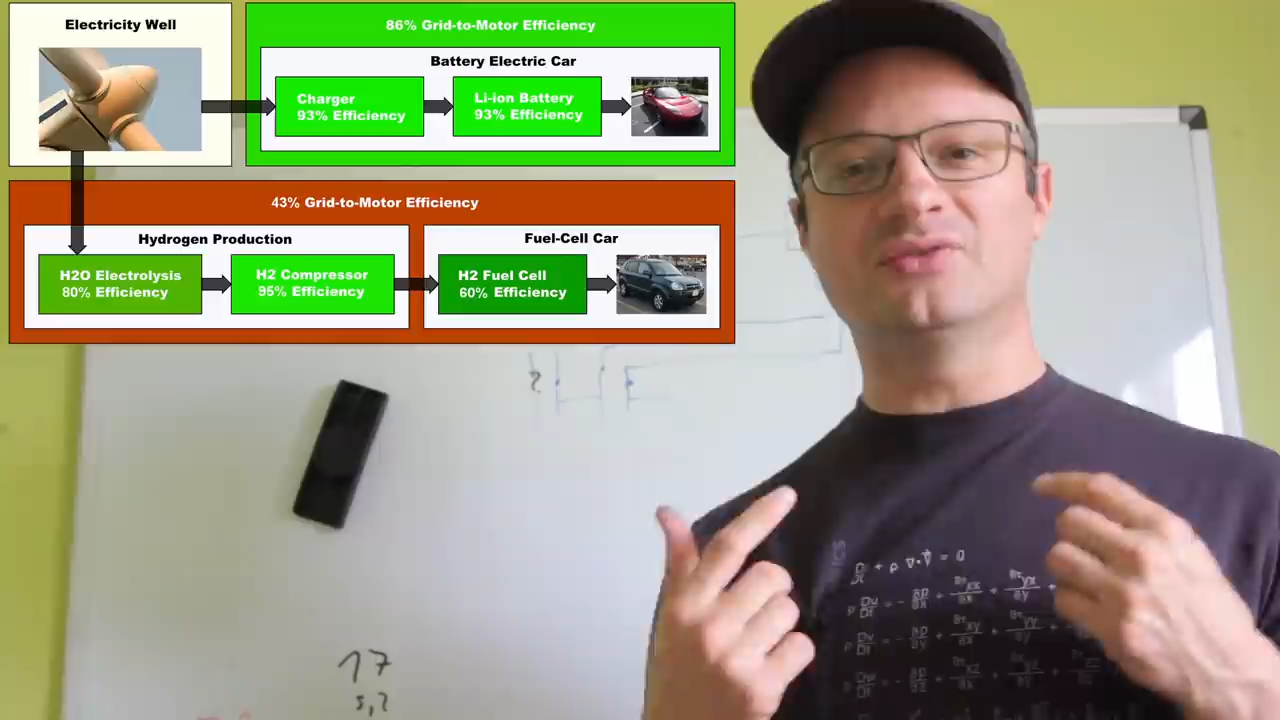 Electricity Well
86% Grid-to-Motor Efficiency
Battery Electric Car
Charger
93% Efficiency
Li-ion Battery
93% Efficiency
43% Grid-to-Motor Efficiency
Hydrogen Production
H2O Electrolysis
80% Efficiency
H2 Compressor
95% Efficiency
Fuel-Cell Car
H2 Fuel Cell
60% Efficiency
?
17